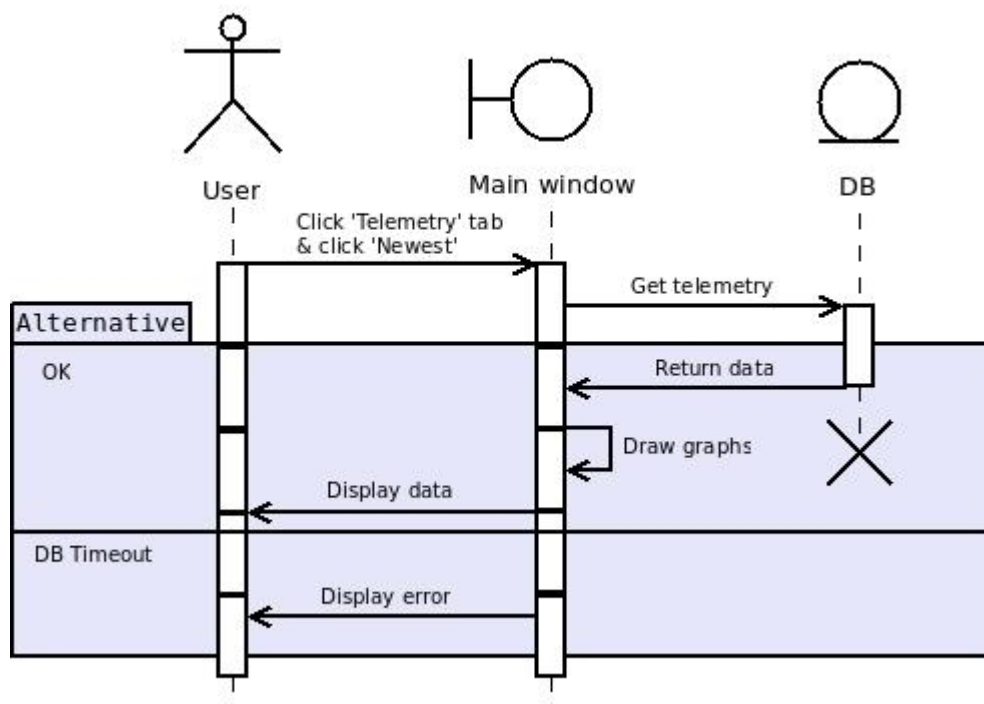 User
Main window
DB
Click 'Telemetry' tab
& click 'Newest'
Get telemetry
Alternative
OK
Return data
Draw graphs
Display data
DB Timeout
Display error